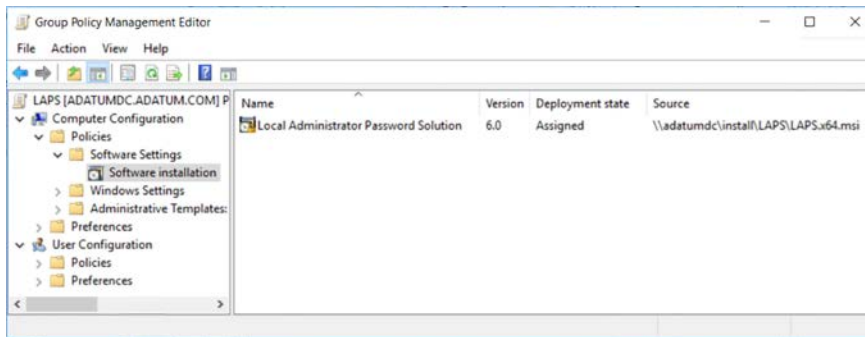 Group Policy Management Editor
File Action View Help
LAPS [ADATUMDC.ADATUM.COM] P
Computer Configuration
Policies
Software Settings
Software installation
Windows Settings
Administrative Templates:
Preferences
User Configuration
Policies
Preferences
Name Version Deployment state Source
Local Administrator Password Solution 6.0 Assigned \\adatumdc\install\LAPS\LAPS.x64.msi